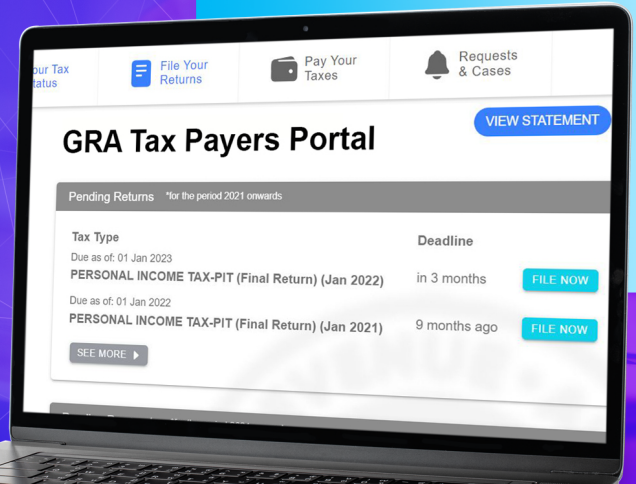 our Tax
tatus
File Your
Returns
Pay Your
Taxes
Requests
& Cases
GRA Tax Payers Portal
VIEW STATEMENT
Pending Returns *for the period 2021 onwards
Tax Type
Deadline
Due as of: 01 Jan 2023
PERSONAL INCOME TAX-PIT (Final Return) (Jan 2022)
in 3 months
FILE NOW
Due as of: 01 Jan 2022
PERSONAL INCOME TAX-PIT (Final Return) (Jan 2021)
9 months ago
FILE NOW
SEE MORE